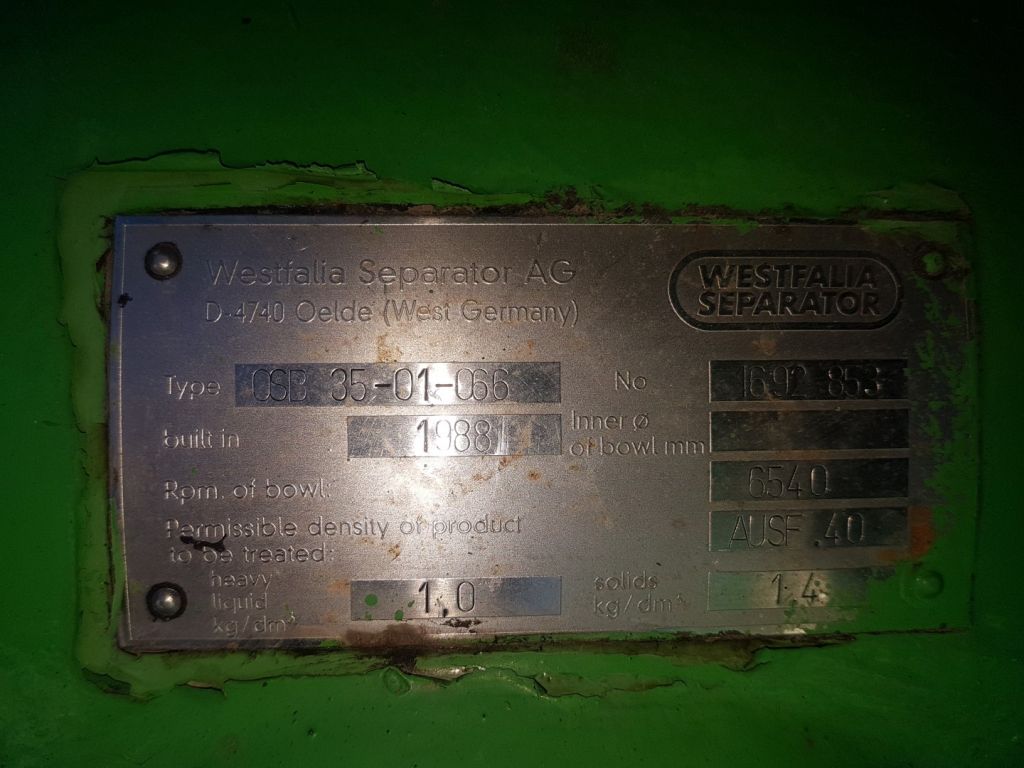 Westfalia Separator AG
D-4740 Oelde (West Germany)
WESTFALIA
SEPARATOR
Type OSB 35-01-066 No 1692 853
built in 1988 Inner ø
of bowl mm
Rpm. of bowl: 6540
Permissible density of product AUSF .40
to be treated:
heavy
liquid 1.0 solids 1.4
kg/dm³ kg/dm³